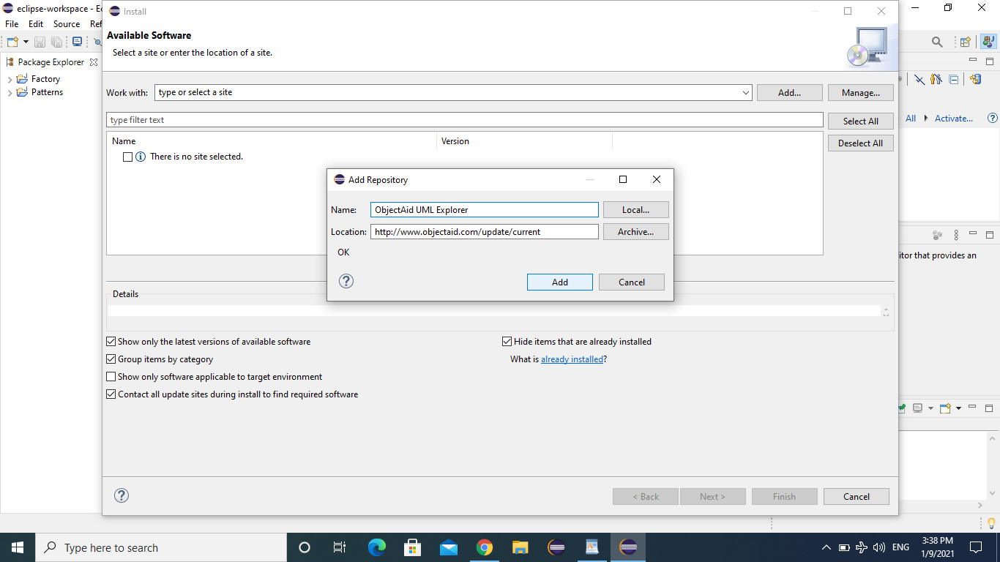 eclipse-workspace - Ec
Install
File Edit Source Ref
Available Software
Select a site or enter the location of a site.
Package Explorer
Factory
Patterns
Work with: type or select a site Add... Manage...
type filter text Select All
Deselect All
All Activate...
Name Version
There is no site selected.
Add Repository
Name: ObjectAid UML Explorer Local...
Location: http://www.objectaid.com/update/current Archive...
OK
Add Cancel
itor that provides an
Details
Show only the latest versions of available software
Hide items that are already installed
Group items by category
What is already installed?
Show only software applicable to target environment
Contact all update sites during install to find required software
< Back Next > Finish Cancel
Type here to search
ENG
3:38 PM
1/9/2021